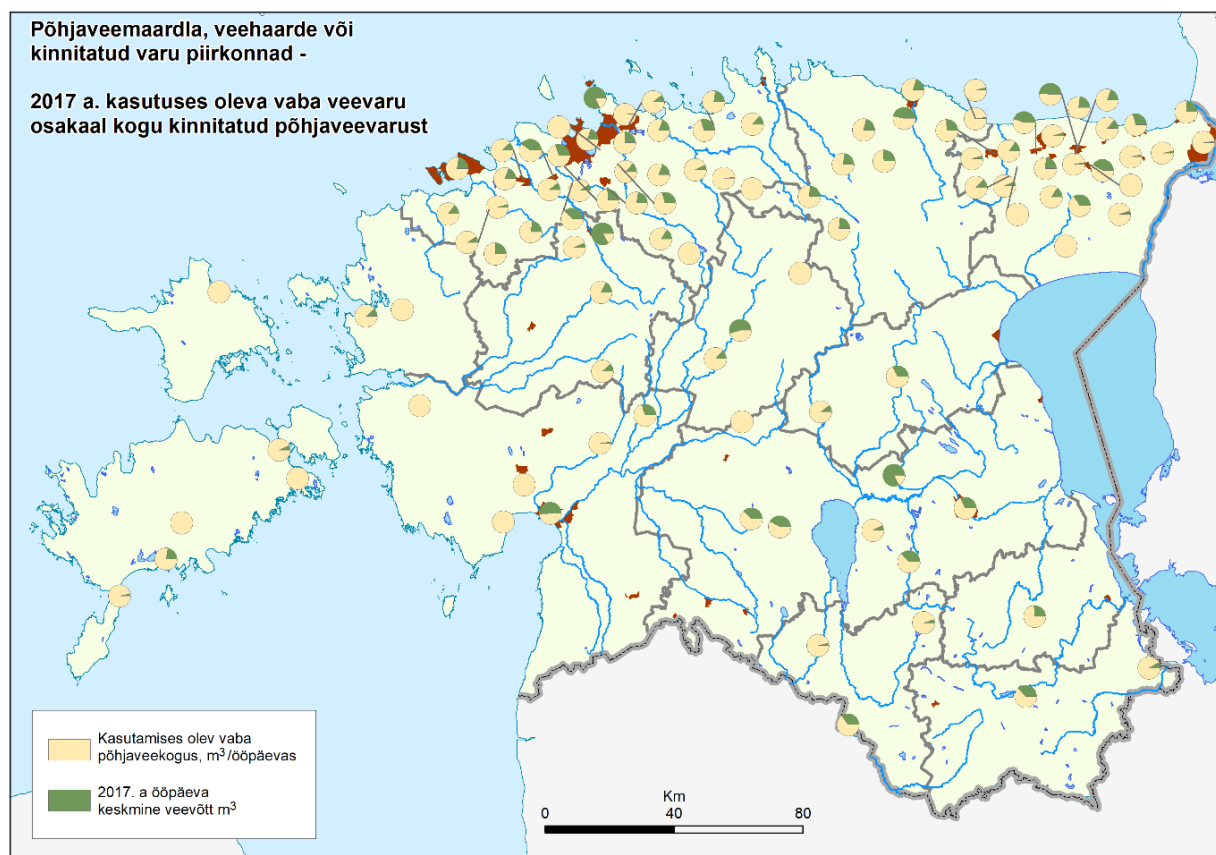 Põhjaveemaardla, veehaarde või
kinnitatud varu piirkonnad -
2017 a. kasutuses oleva vaba veevaru
osakaal kogu kinnitatud põhjaveevarust
Kasutamises olev vaba
põhjaveekogus, m³/ööpäevas
2017. a ööpäeva
keskmine veevõtt m³
Km
0 40 80